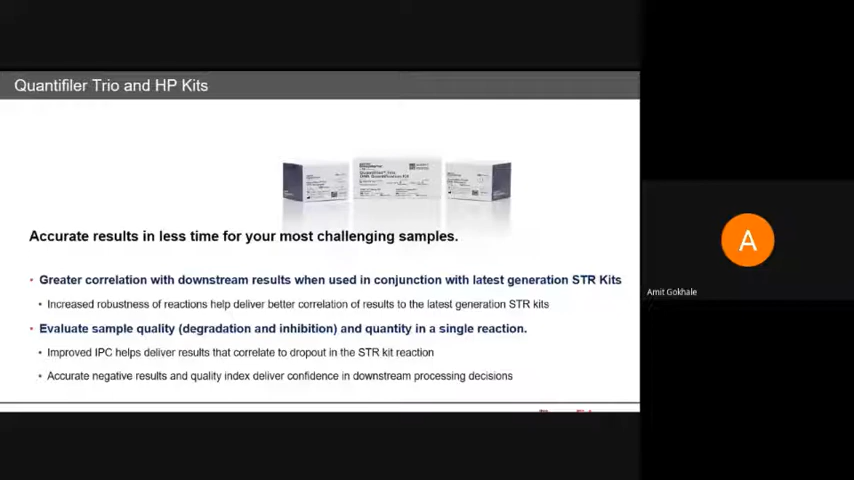 Quantifiler Trio and HP Kits
Accurate results in less time for your most challenging samples.
• Greater correlation with downstream results when used in conjunction with latest generation STR Kits
• Increased robustness of reactions help deliver better correlation of results to the latest generation STR kits
• Evaluate sample quality (degradation and inhibition) and quantity in a single reaction.
• Improved IPC helps deliver results that correlate to dropout in the STR kit reaction
• Accurate negative results and quality index deliver confidence in downstream processing decisions
A
Amit Gokhale